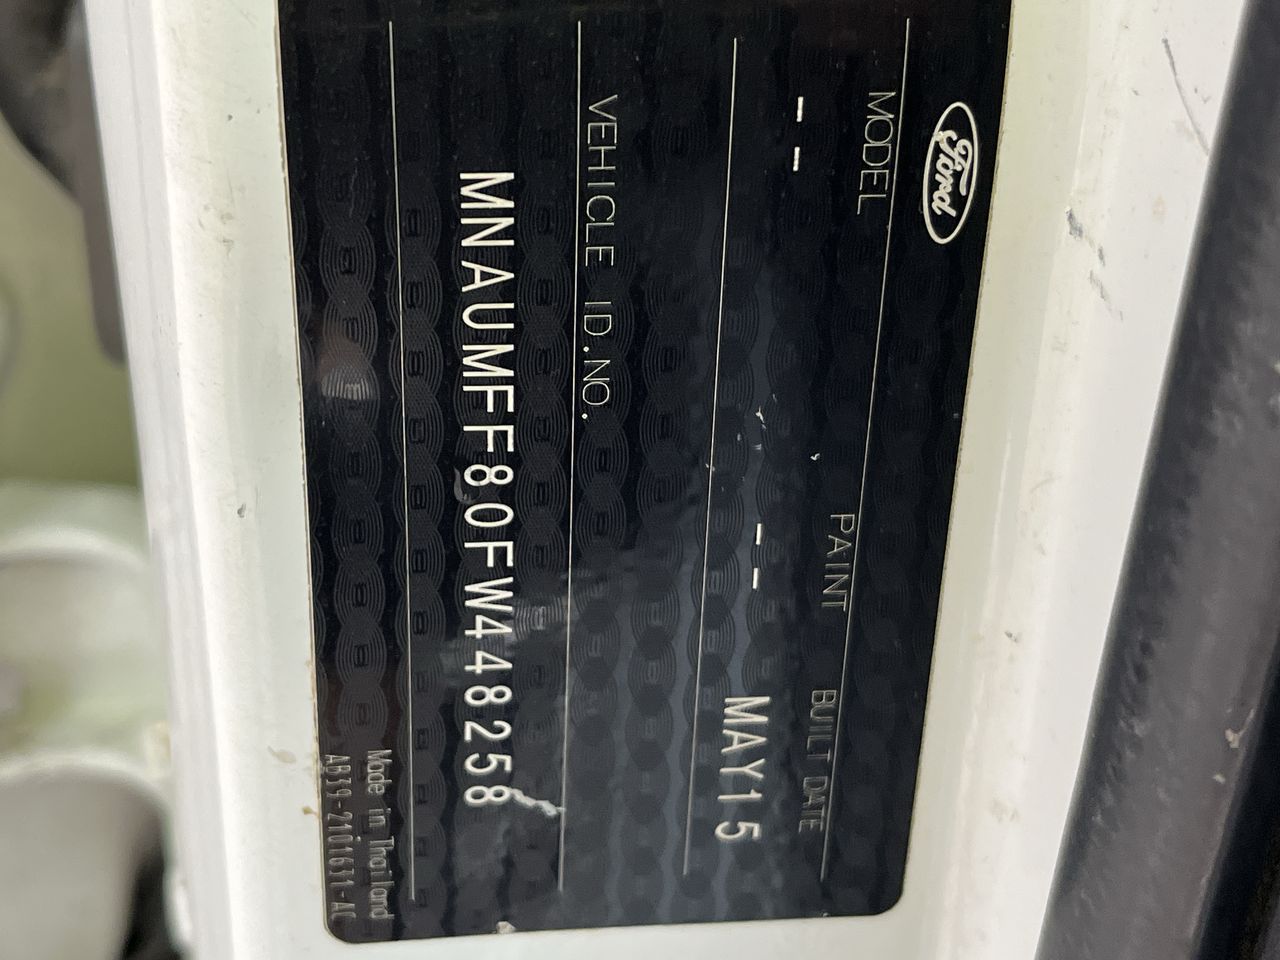 Ford
MODEL PAINT BUILT DATE
-- -- MAY15
VEHICLE ID.NO.
MNAUMFF80FW448258
Made in Thailand
AB39-2101631-AC